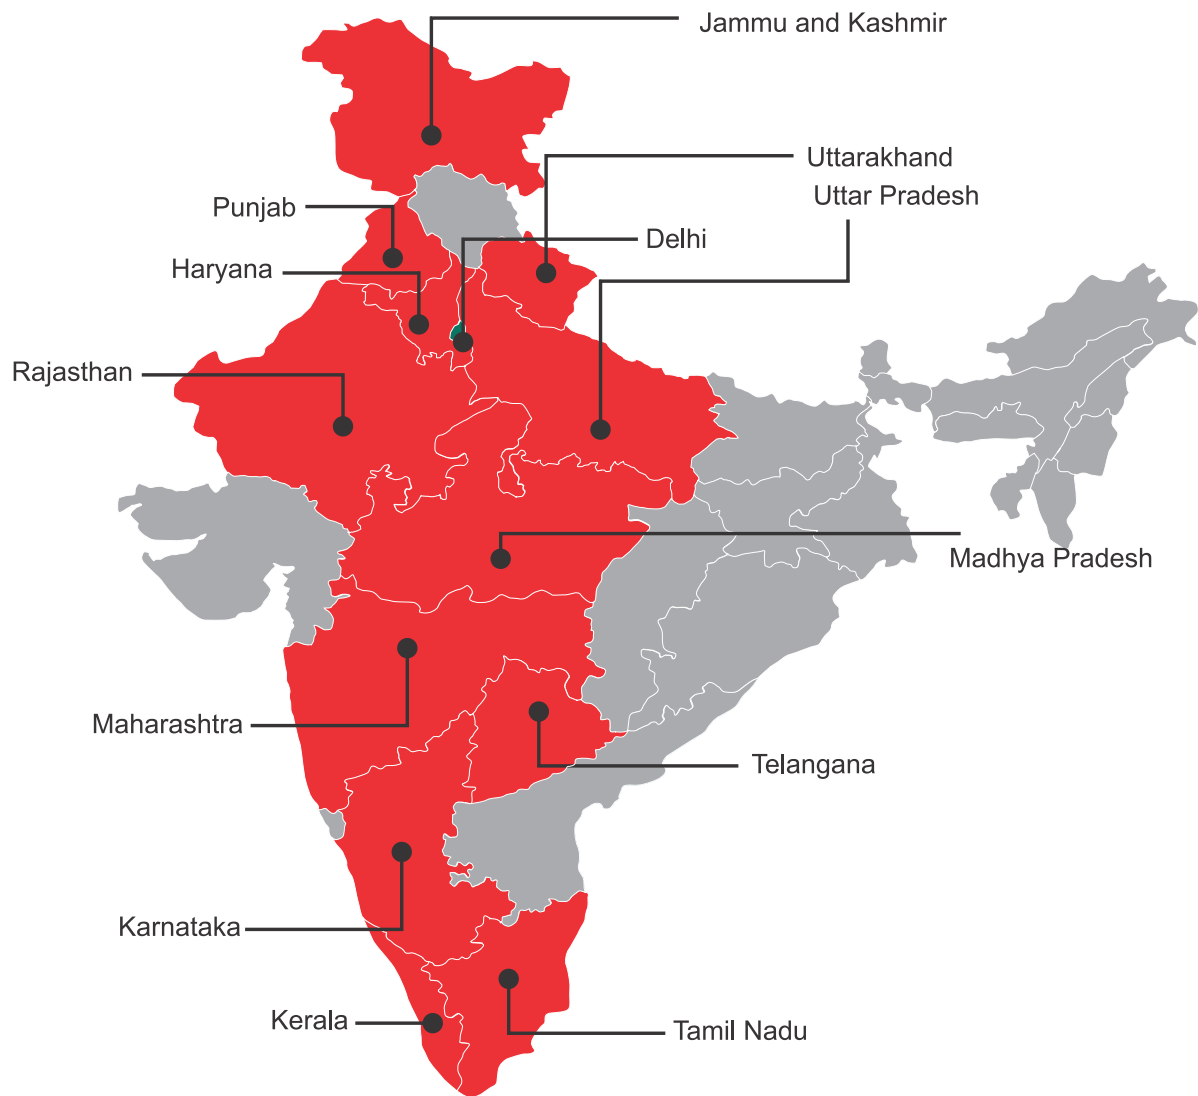 Jammu and Kashmir
Uttarakhand
Uttar Pradesh
Punjab
Delhi
Haryana
Rajasthan
Madhya Pradesh
Maharashtra
Telangana
Karnataka
Kerala
Tamil Nadu